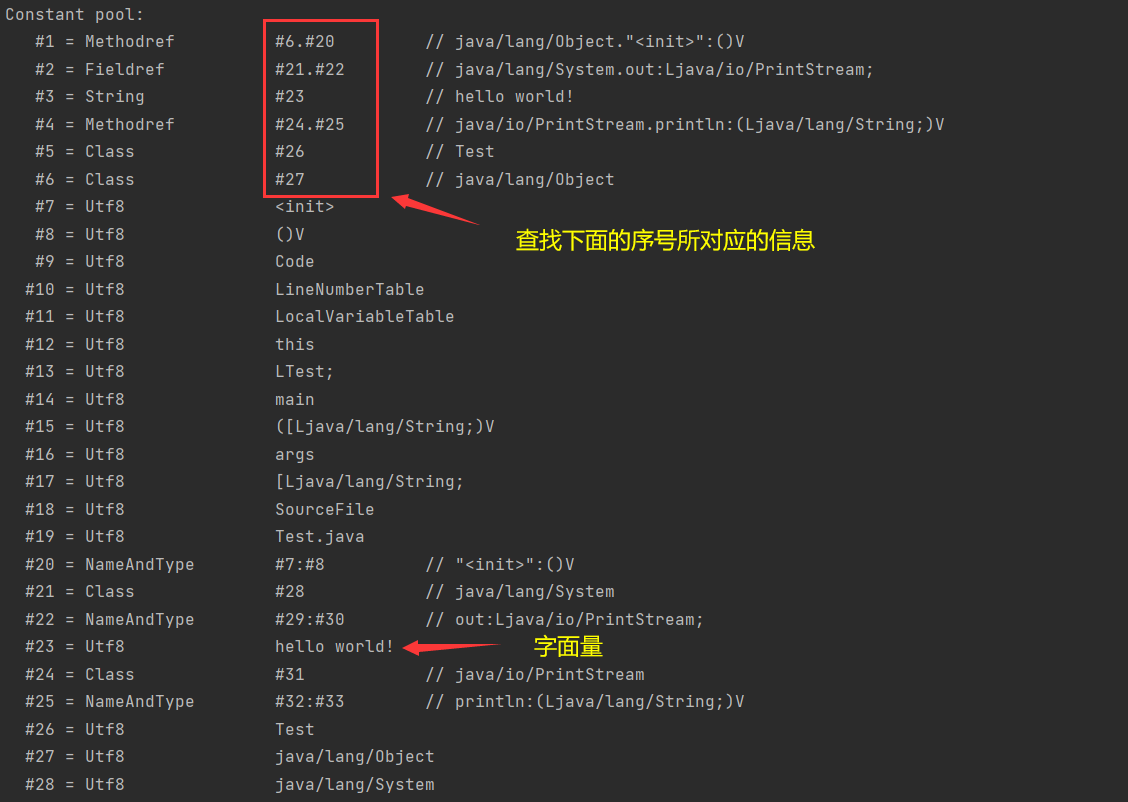 Constant pool:
#1 = Methodref #6.#20 // java/lang/Object."<init>":()V
#2 = Fieldref #21.#22 // java/lang/System.out:Ljava/io/PrintStream;
#3 = String #23 // hello world!
#4 = Methodref #24.#25 // java/io/PrintStream.println:(Ljava/lang/String;)V
#5 = Class #26 // Test
#6 = Class #27 // java/lang/Object
#7 = Utf8 <init>
查找下面的序号所对应的信息
#8 = Utf8 ()V
#9 = Utf8 Code
#10 = Utf8 LineNumberTable
#11 = Utf8 LocalVariableTable
#12 = Utf8 this
#13 = Utf8 LTest;
#14 = Utf8 main
#15 = Utf8 ([Ljava/lang/String;)V
#16 = Utf8 args
#17 = Utf8 [Ljava/lang/String;
#18 = Utf8 SourceFile
#19 = Utf8 Test.java
#20 = NameAndType #7:#8 // "<init>":()V
#21 = Class #28 // java/lang/System
#22 = NameAndType #29:#30 // out:Ljava/io/PrintStream;
#23 = Utf8 hello world! 字面量
#24 = Class #31 // java/io/PrintStream
#25 = NameAndType #32:#33 // println:(Ljava/lang/String;)V
#26 = Utf8 Test
#27 = Utf8 java/lang/Object
#28 = Utf8 java/lang/System